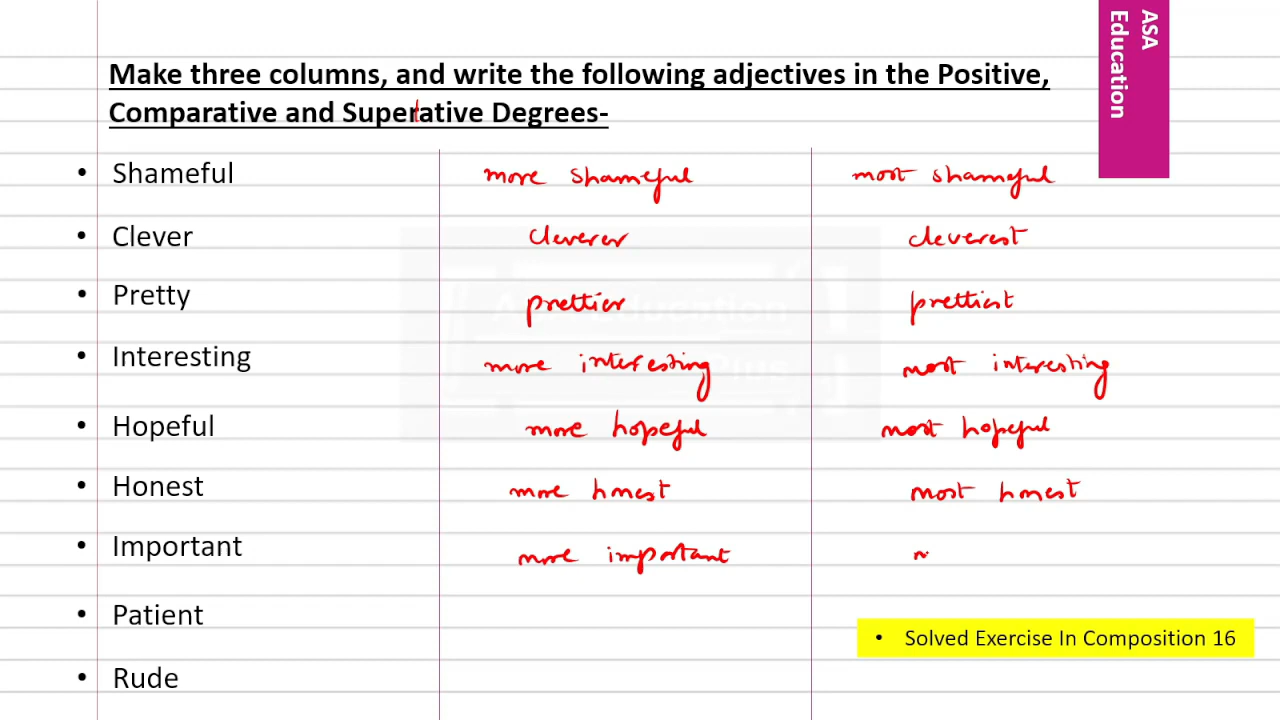 ASA
Education
Make three columns, and write the following adjectives in the Positive,
Comparative and Superlative Degrees-
• Shameful more shameful most shameful
• Clever cleverer cleverest
• Pretty prettier prettiest
• Interesting more interesting most interesting
• Hopeful more hopeful most hopeful
• Honest more honest most honest
• Important more important
• Patient
• Solved Exercise In Composition 16
• Rude